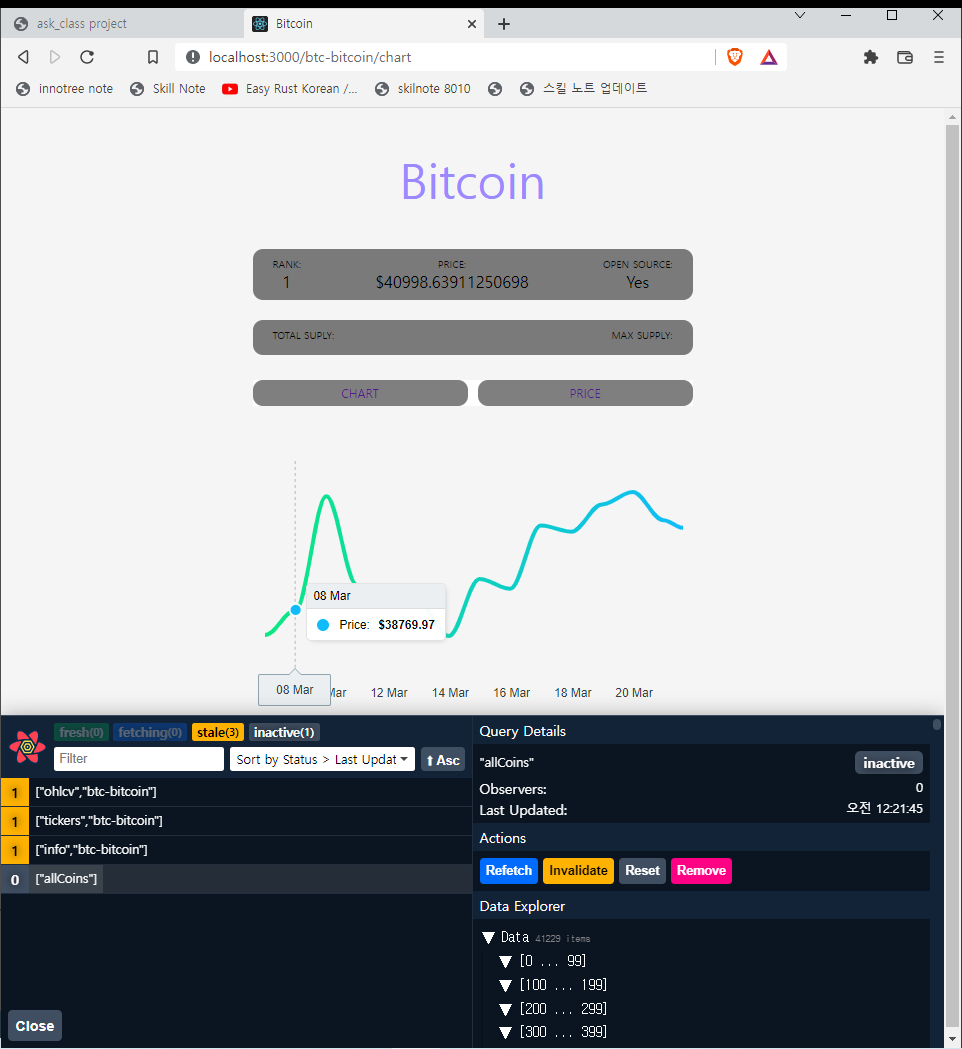 ask_class project
Bitcoin
localhost:3000/btc-bitcoin/chart
innotree note
Skill Note
Easy Rust Korean /...
skilnote 8010
스킬 노트 업데이트
Bitcoin
RANK: PRICE: OPEN SOURCE:
1 $40998.63911250698 Yes
TOTAL SUPLY: MAX SUPPLY:
CHART PRICE
08 Mar
Price: $38769.97
08 Mar Mar 12 Mar 14 Mar 16 Mar 18 Mar 20 Mar
fresh(0) fetching(0) stale(3) inactive(1)
Filter Sort by Status > Last Updat ⬆ Asc
1 ["ohlcv","btc-bitcoin"]
1 ["tickers","btc-bitcoin"]
1 ["info","btc-bitcoin"]
0 ["allCoins"]
Close
Query Details
"allCoins" inactive
Observers: 0
Last Updated: 오전 12:21:45
Actions
Refetch Invalidate Reset Remove
Data Explorer
▼ Data 41229 items
▼ [0 ... 99]
▼ [100 ... 199]
▼ [200 ... 299]
▼ [300 ... 399]